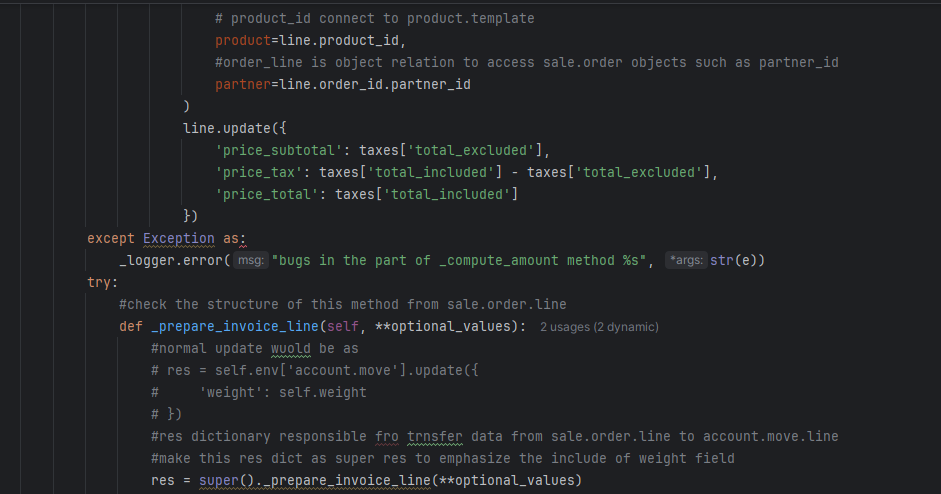 # product_id connect to product.template
product=line.product_id,
#order_line is object relation to access sale.order objects such as partner_id
partner=line.order_id.partner_id
)
line.update({
'price_subtotal': taxes['total_excluded'],
'price_tax': taxes['total_included'] - taxes['total_excluded'],
'price_total': taxes['total_included']
})
except Exception as:
_logger.error( msg: "bugs in the part of _compute_amount method %s", *args: str(e))
try:
#check the structure of this method from sale.order.line
def _prepare_invoice_line(self, **optional_values): 2 usages (2 dynamic)
#normal update wuold be as
# res = self.env['account.move'].update({
# 'weight': self.weight
# })
#res dictionary responsible fro trnsfer data from sale.order.line to account.move.line
#make this res dict as super res to emphasize the include of weight field
res = super()._prepare_invoice_line(**optional_values)